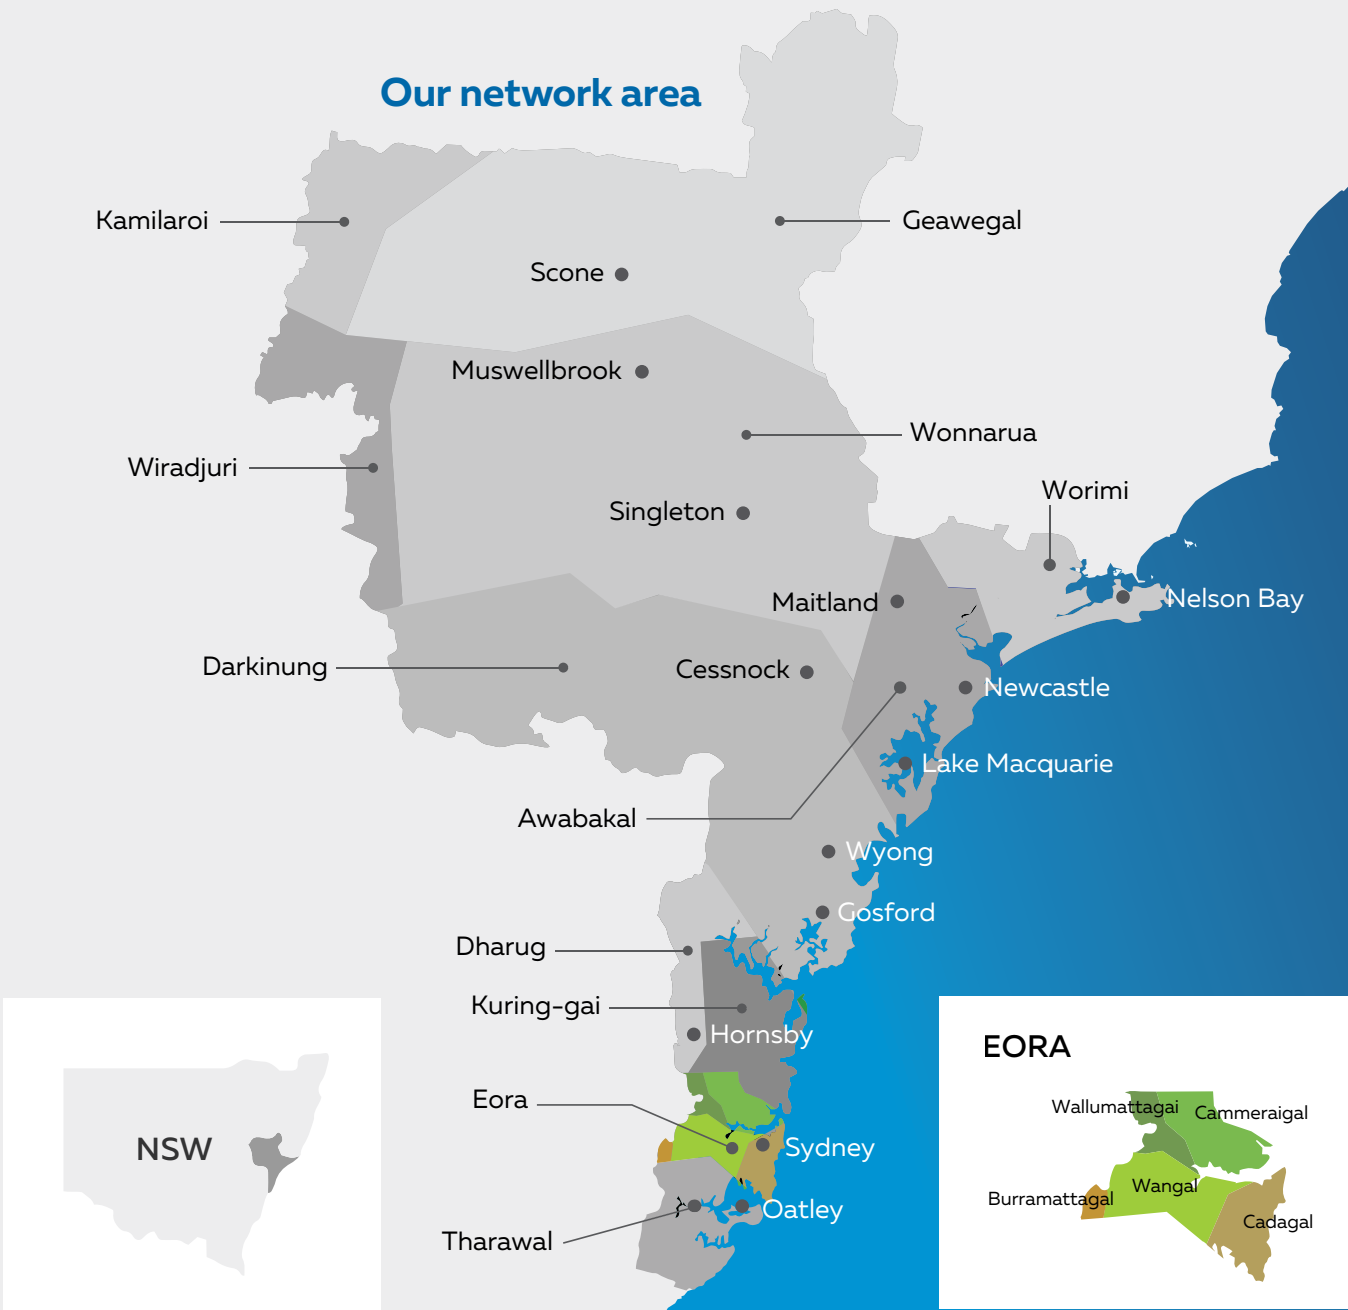 Our network area
Kamilaroi
Geawegal
Scone
Muswellbrook
Wonnarua
Wiradjuri
Worimi
Singleton
Maitland
Nelson Bay
Darkinung
Cessnock
Newcastle
Lake Macquarie
Awabakal
Wyong
Gosford
Dharug
Kuring-gai
Hornsby
Eora
Sydney
Oatley
Tharawal
NSW
EORA
Wallumattagai
Cammeraigal
Wangal
Burramattagal
Cadagal